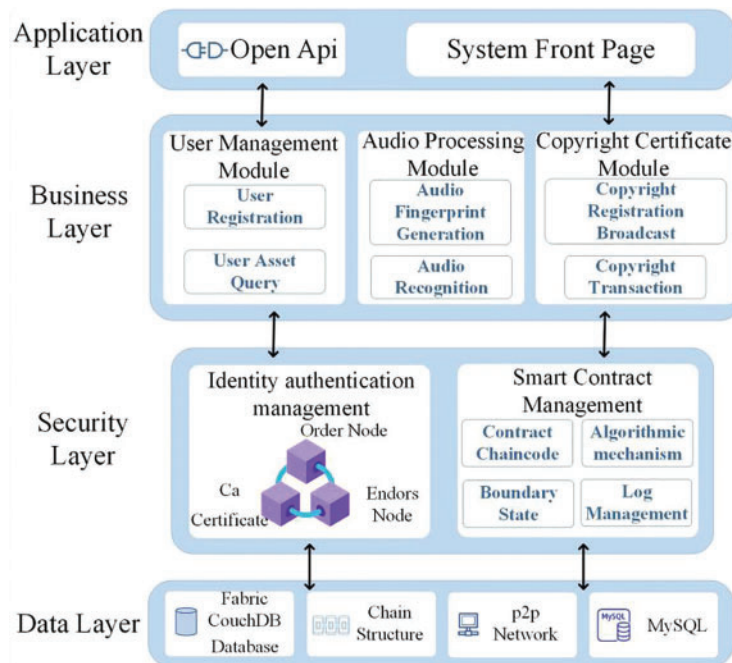 Application
Layer
Open Api
System Front Page
Business
Layer
User Management
Module
User
Registration
User Asset
Query
Audio Processing
Module
Audio
Fingerprint
Generation
Audio
Recognition
Copyright Certificate
Module
Copyright
Registration
Broadcast
Copyright
Transaction
Security
Layer
Identity authentication
management
Order Node
Ca
Certificate
Endors
Node
Smart Contract
Management
Contract
Chaincode
Algorithmic
mechanism
Boundary
State
Log
Management
Data Layer
Fabric
CouchDB
Database
Chain
Structure
p2p
Network
MySQL
MySQL